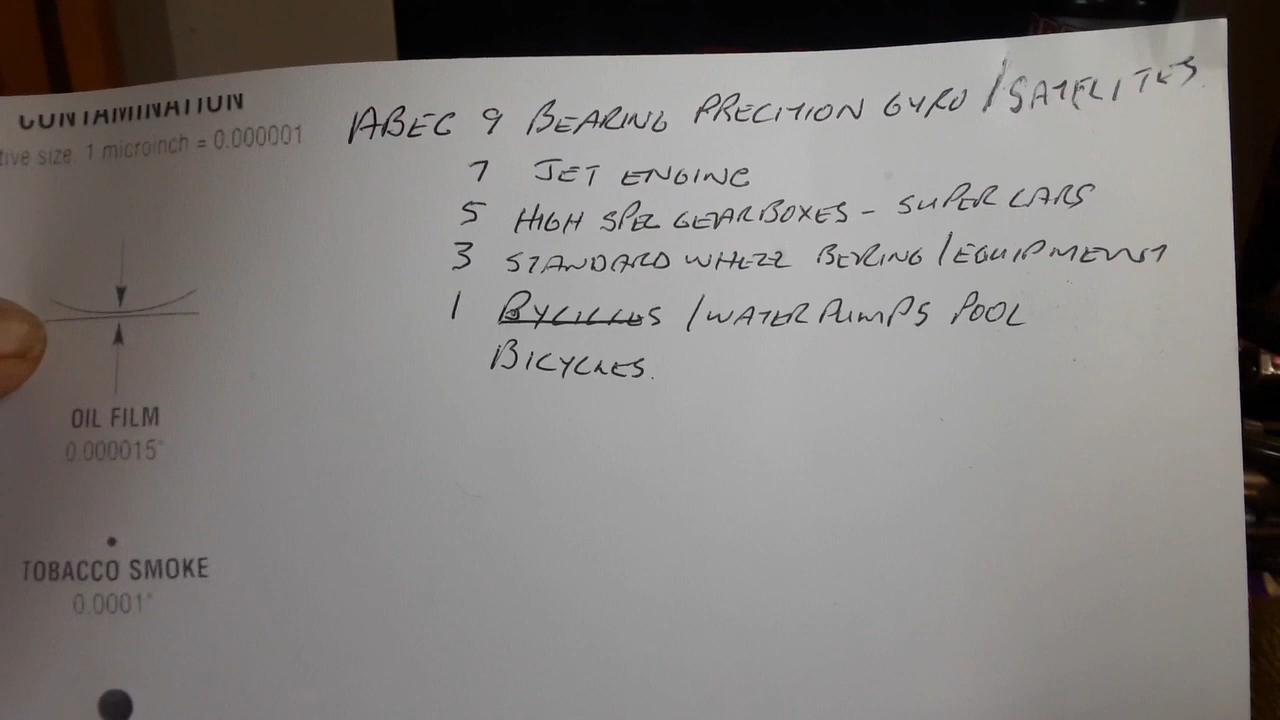 CONTAMINATION
tive size. 1 microinch = 0.000001
ABEC 9 BEARING PRECITION GYRO / SATELITES
7 JET ENGINE
5 HIGH SPEC GEARBOXES - SUPER CARS
3 STANDARD WHEEL BERING / EQUIPMENT
1 BYCICLES / WATER PUMPS POOL
BICYCLES.
OIL FILM
0.000015"
TOBACCO SMOKE
0.0001"